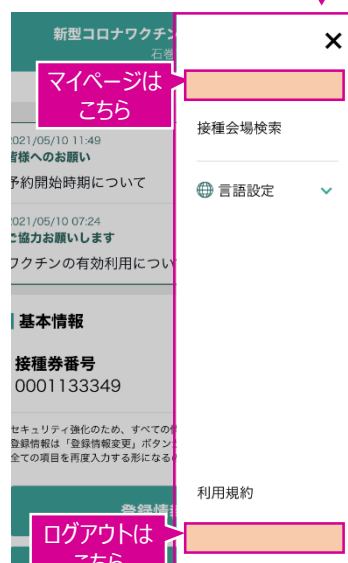 新型コロナワクチン
石巻
×
マイページは
こちら
接種会場検索
2021/05/10 11:49
皆様へのお願い
予約開始時期について
言語設定
2021/05/10 07:24
ご協力お願いします
ワクチンの有効利用につい
基本情報
接種券番号
0001133349
セキュリティ強化のため、すべての
登録情報は「登録情報変更」ボタン
全ての項目を再度入力する形になる
利用規約
登録情
ログアウトは
こちら